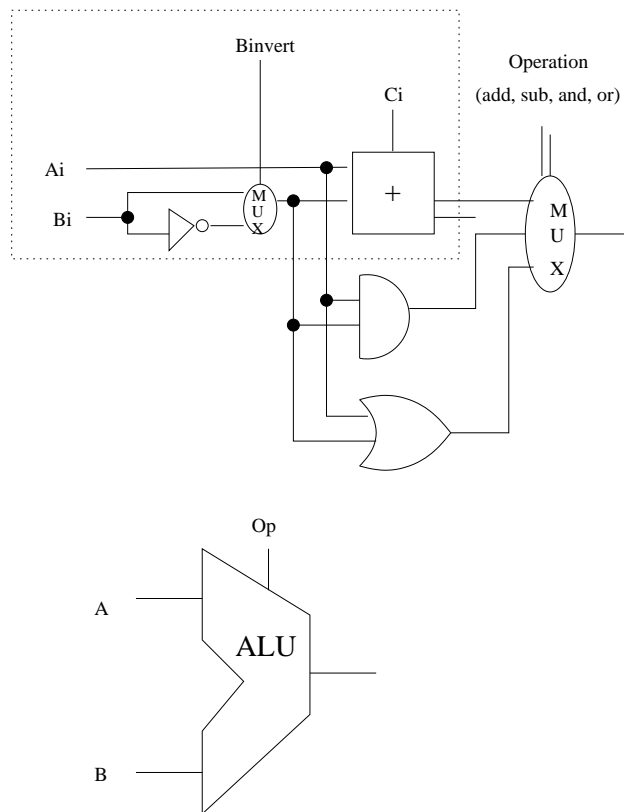 Binvert
Operation
(add, sub, and, or)
Ci
Ai
Bi
M
U
X
+
M
U
X
Op
A
ALU
B